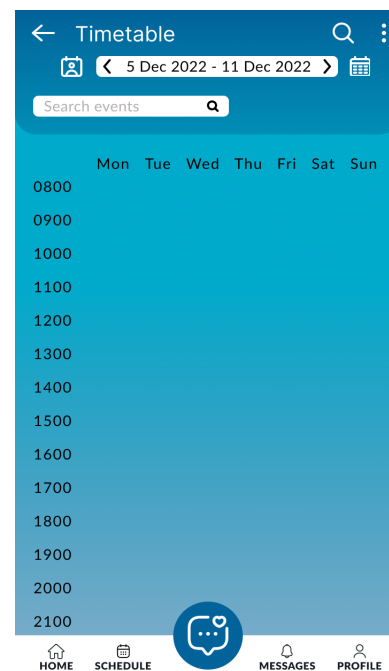 Timetable
5 Dec 2022 - 11 Dec 2022
Search events
Mon Tue Wed Thu Fri Sat Sun
0800
0900
1000
1100
1200
1300
1400
1500
1600
1700
1800
1900
2000
2100
HOME SCHEDULE MESSAGES PROFILE